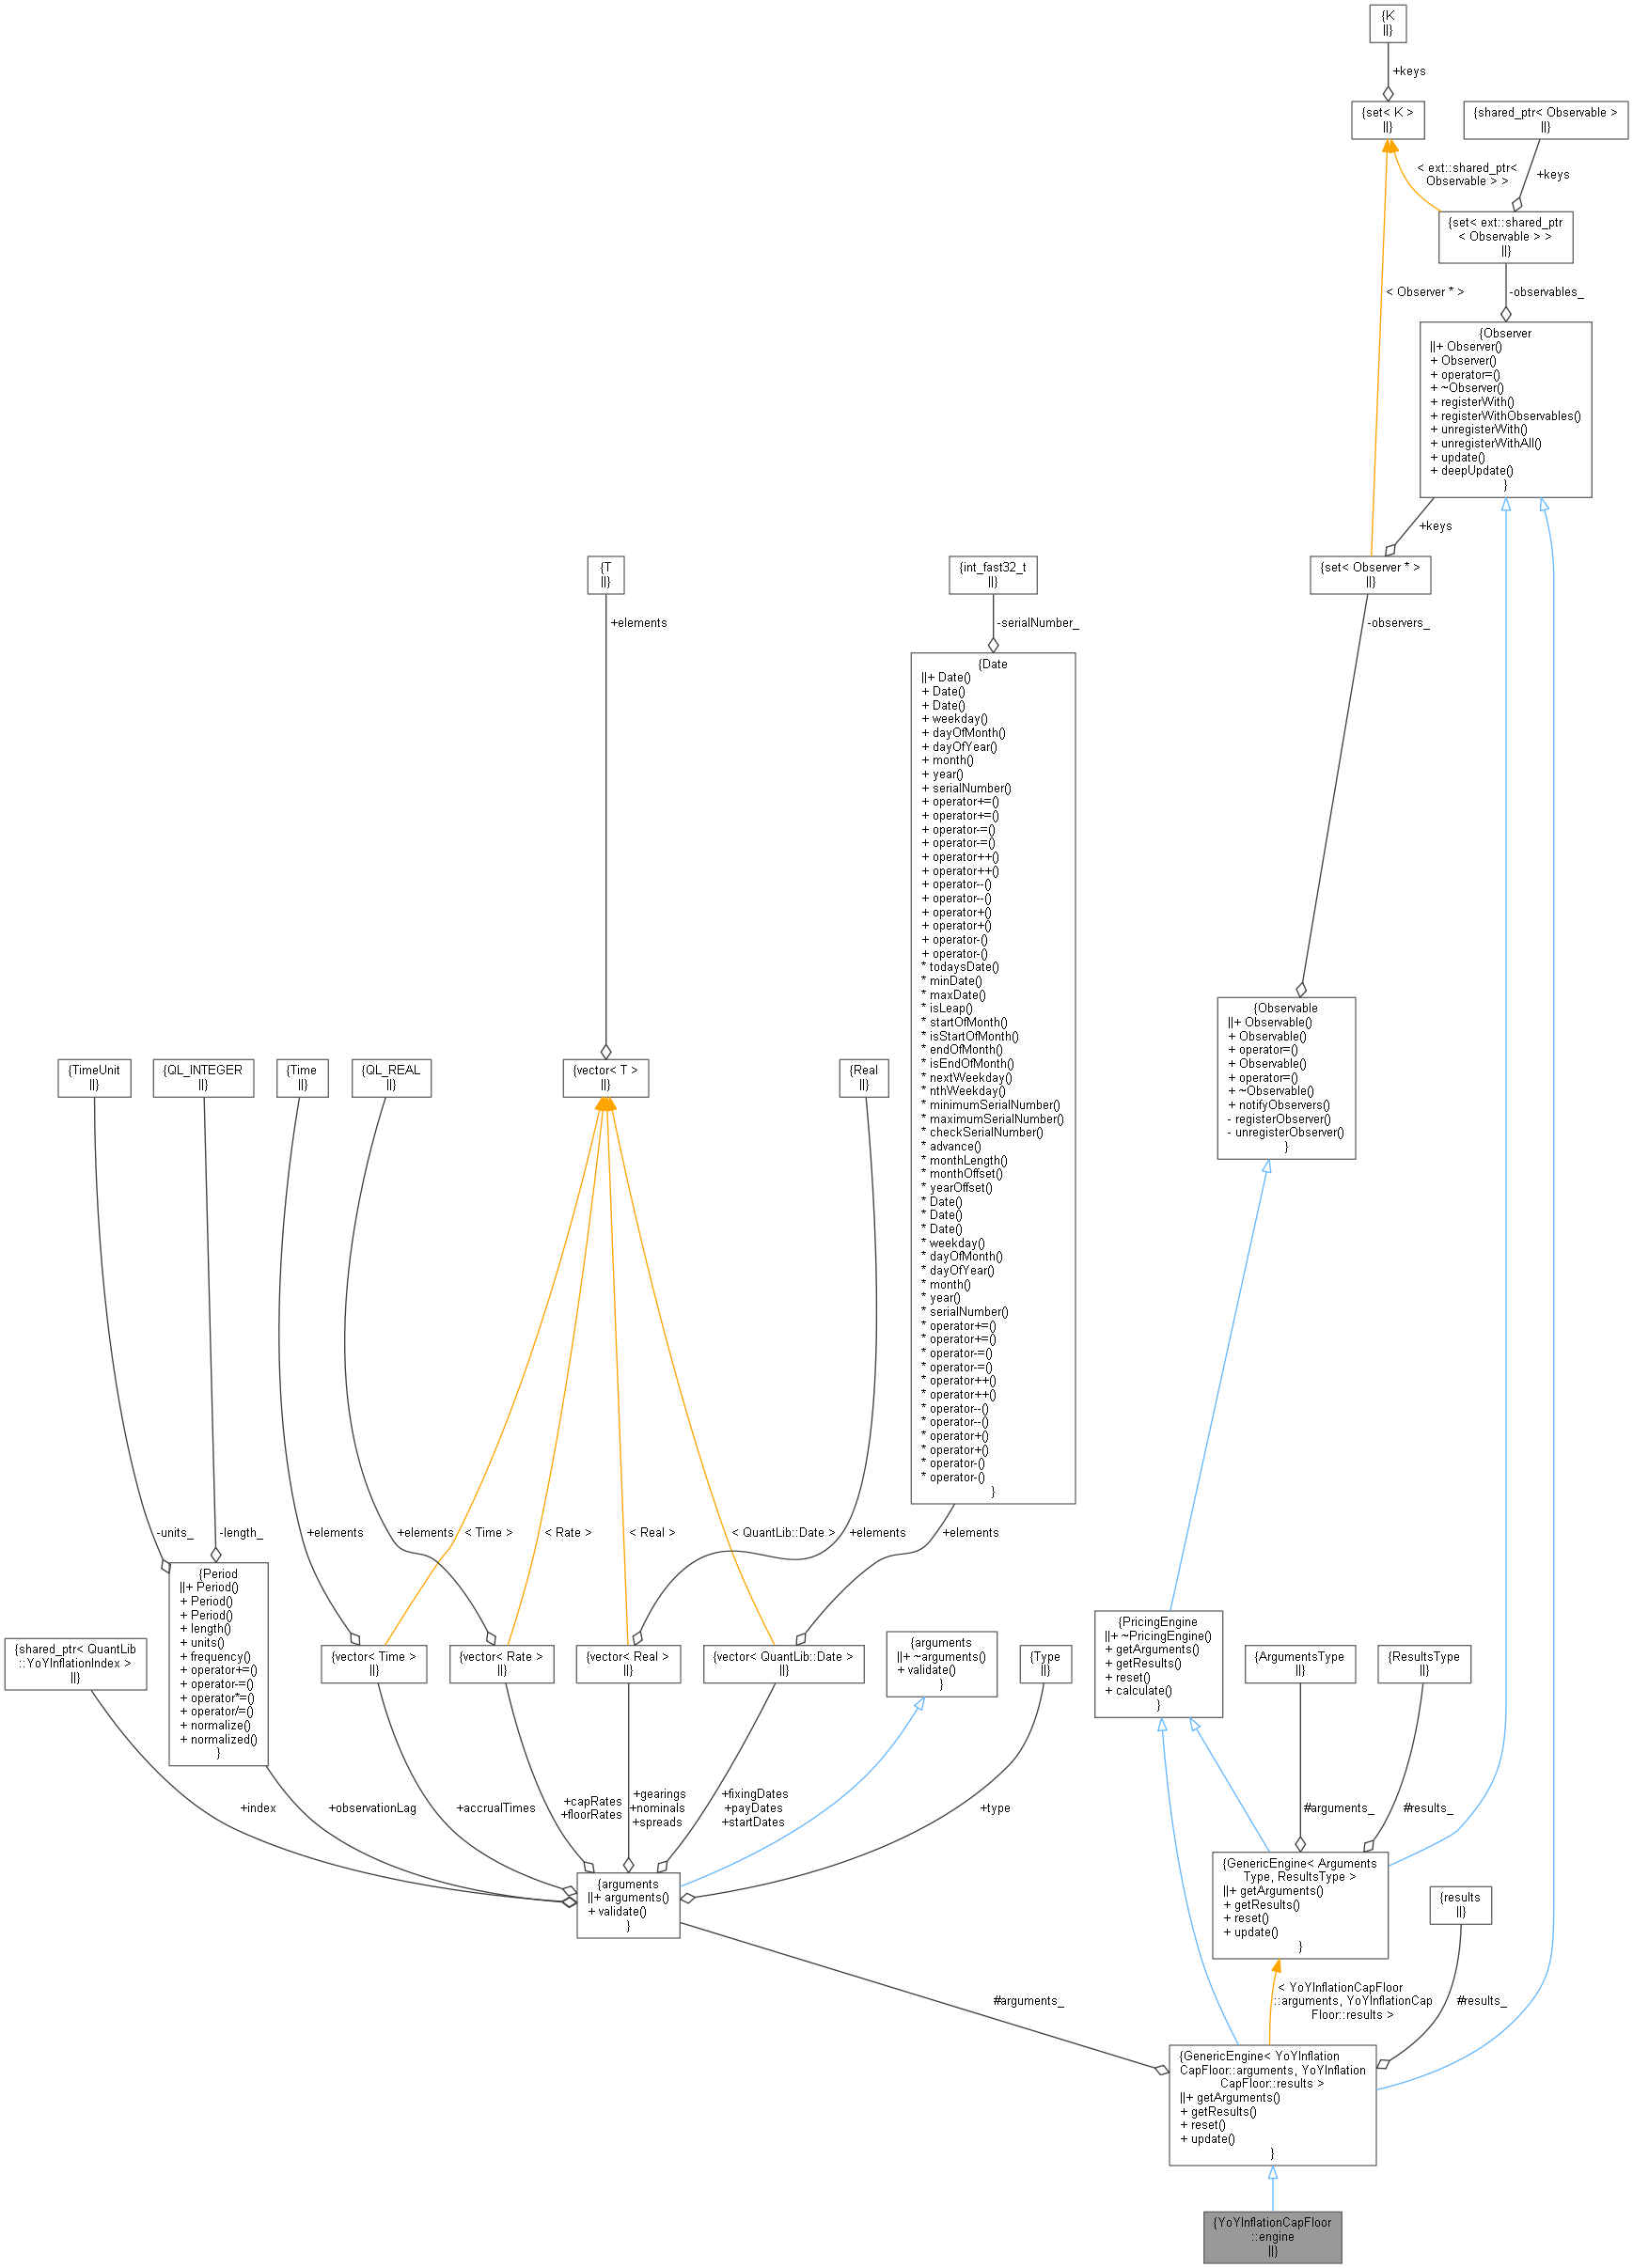 {K
||}
+keys
{set< K >
||}
{shared_ptr< Observable >
||}
< ext::shared_ptr<
Observable > >
+keys
{set< ext::shared_ptr
< Observable > >
||}
< Observer * >
-observables_
{Observer
||+ Observer()
+ Observer()
+ operator=()
+ ~Observer()
+ registerWith()
+ registerWithObservables()
+ unregisterWith()
+ unregisterWithAll()
+ update()
+ deepUpdate()
}
+keys
{T
||}
{int_fast32_t
||}
{set< Observer * >
||}
+elements
-serialNumber_
-observers_
{Date
||+ Date()
+ Date()
+ Date()
+ weekday()
+ dayOfMonth()
+ dayOfYear()
+ month()
+ year()
+ serialNumber()
+ operator+=()
+ operator+=()
+ operator-=()
+ operator-=()
+ operator++()
+ operator++()
+ operator--()
+ operator--()
+ operator+()
+ operator+()
+ operator-()
+ operator-()
* todaysDate()
* minDate()
* maxDate()
* isLeap()
* startOfMonth()
* isStartOfMonth()
* endOfMonth()
* isEndOfMonth()
* nextWeekday()
* nthWeekday()
* minimumSerialNumber()
* maximumSerialNumber()
* checkSerialNumber()
* advance()
* monthLength()
* monthOffset()
* yearOffset()
* Date()
* Date()
* Date()
* weekday()
* dayOfMonth()
* dayOfYear()
* month()
* year()
* serialNumber()
* operator+=()
* operator+=()
* operator-=()
* operator-=()
* operator++()
* operator++()
* operator--()
* operator--()
* operator+()
* operator+()
* operator-()
* operator-()
}
{Observable
||+ Observable()
+ Observable()
+ operator=()
+ Observable()
+ operator=()
+ ~Observable()
+ notifyObservers()
- registerObserver()
- unregisterObserver()
}
{TimeUnit
||}
{QL_INTEGER
||}
{Time
||}
{QL_REAL
||}
{vector< T >
||}
{Real
||}
-units_
-length_
+elements
+elements
< Time >
< Rate >
< Real >
< QuantLib::Date >
+elements
+elements
{shared_ptr< QuantLib
::YoYInflationIndex >
||}
{Period
||+ Period()
+ Period()
+ Period()
+ length()
+ units()
+ frequency()
+ operator+=()
+ operator-=()
+ operator*=()
+ operator/=()
+ normalize()
+ normalized()
}
{vector< Time >
||}
{vector< Rate >
||}
{vector< Real >
||}
{vector< QuantLib::Date >
||}
{arguments
||+ ~arguments()
+ validate()
}
{Type
||}
{PricingEngine
||+ ~PricingEngine()
+ getArguments()
+ getResults()
+ reset()
+ calculate()
}
{ArgumentsType
||}
{ResultsType
||}
+index
+observationLag
+accrualTimes
+capRates
+floorRates
+gearings
+nominals
+spreads
+fixingDates
+payDates
+startDates
+type
#arguments_
#results_
{arguments
||+ arguments()
+ validate()
}
{GenericEngine< Arguments
Type, ResultsType >
||+ getArguments()
+ getResults()
+ reset()
+ update()
}
{results
||}
#arguments_
< YoYInflationCapFloor
::arguments, YoYInflationCap
Floor::results >
#results_
{GenericEngine< YoYInflation
CapFloor::arguments, YoYInflation
CapFloor::results >
||+ getArguments()
+ getResults()
+ reset()
+ update()
}
{YoYInflationCapFloor
::engine
||}